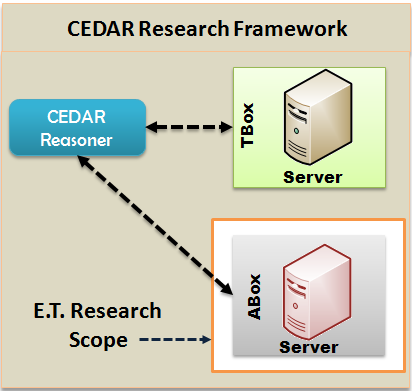 CEDAR Research Framework
CEDAR
Reasoner
TBox
Server
ABox
Server
E.T. Research
Scope